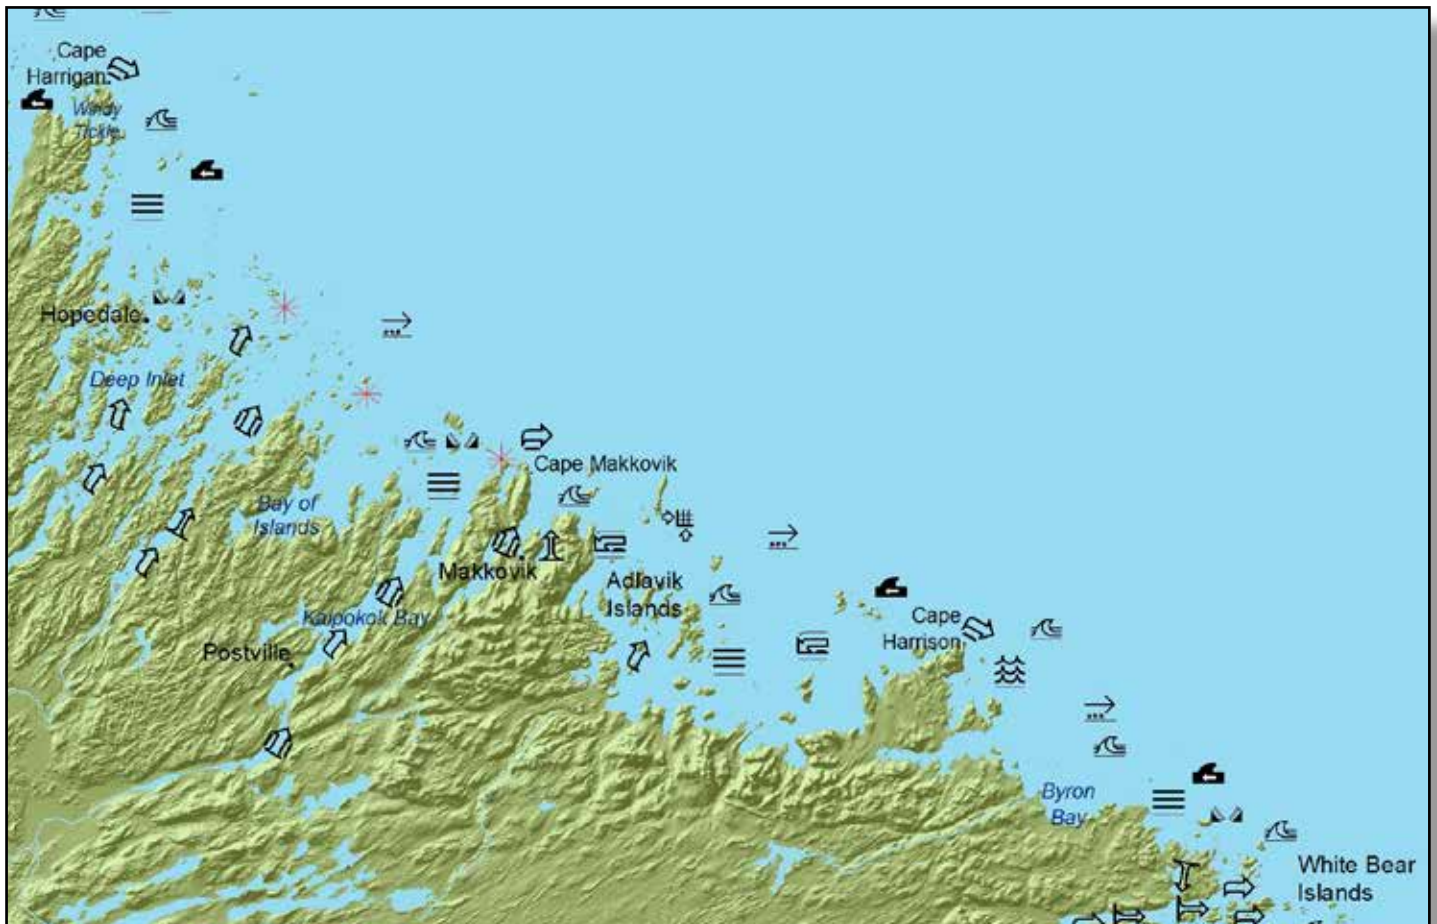 Cape
Harrigan
Windy
Tickle
Hopedale
Deep Inlet
Cape Makkovik
Bay of
Islands
Makkovik
Adlavik
Islands
Kaipokok Bay
Cape
Harrison
Postville
Byron
Bay
White Bear
Islands